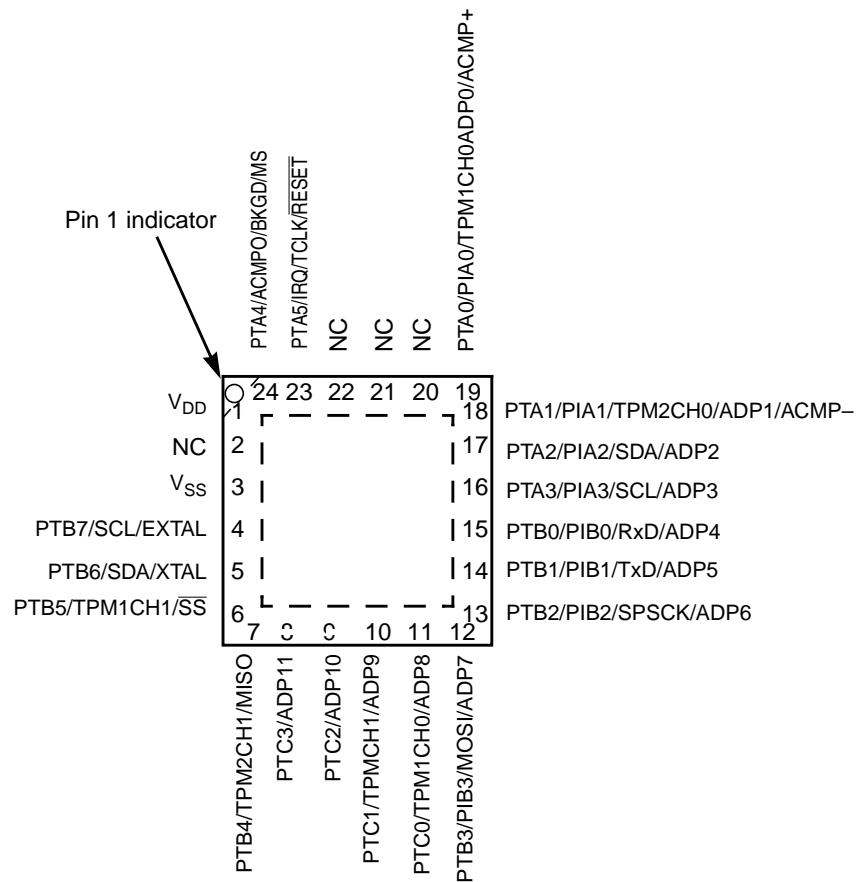 PTA4/ACMPO/BKGD/MS
PTA5/IRQ/TCLK/RESET
NC
NC
NC
PTA0/PIA0/TPM1CH0ADP0/ACMP+
Pin 1 indicator
24 23 22 21 20 19
VDD 1
NC 2
VSS 3
PTB7/SCL/EXTAL 4
PTB6/SDA/XTAL 5
PTB5/TPM1CH1/SS 6
18 PTA1/PIA1/TPM2CH0/ADP1/ACMP–
17 PTA2/PIA2/SDA/ADP2
16 PTA3/PIA3/SCL/ADP3
15 PTB0/PIB0/RxD/ADP4
14 PTB1/PIB1/TxD/ADP5
13 PTB2/PIB2/SPSCK/ADP6
7 10 11 12
PTB4/TPM2CH1/MISO
PTC3/ADP11
PTC2/ADP10
PTC1/TPMCH1/ADP9
PTC0/TPM1CH0/ADP8
PTB3/PIB3/MOSI/ADP7